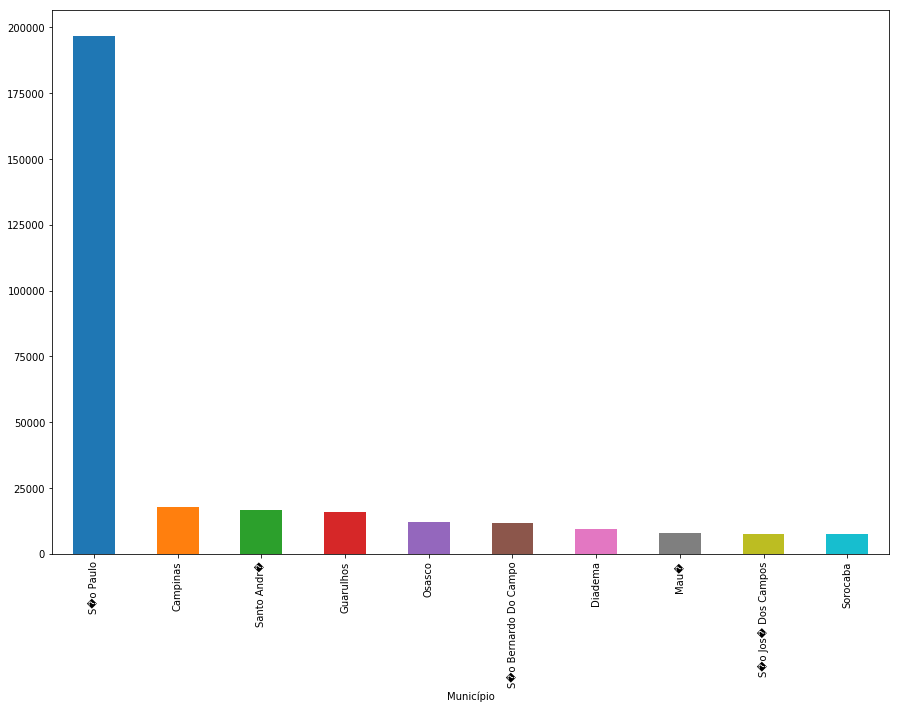 200000
175000
150000
125000
100000
75000
50000
25000
0
S�o Paulo
Campinas
Santo Andr�
Guarulhos
Osasco
S�o Bernardo Do Campo
Diadema
Mau�
S�o Jos� Dos Campos
Sorocaba
Município